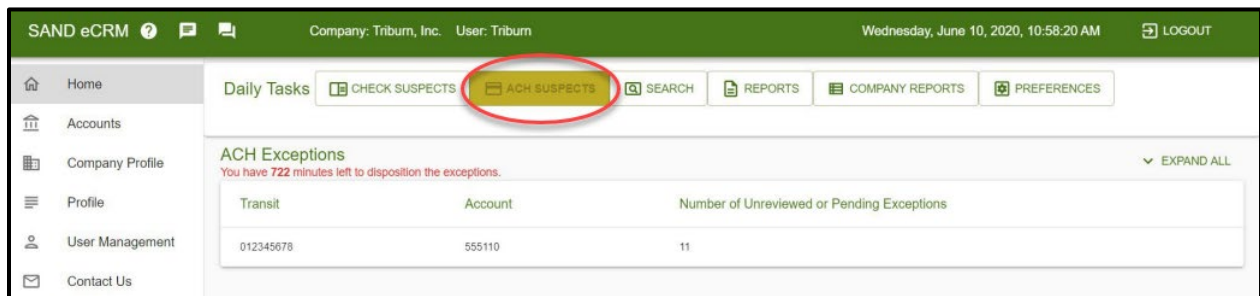 SAND eCRM Company: Triburn, Inc. User: Triburn Wednesday, June 10, 2020, 10:58:20 AM LOGOUT
Home
Accounts
Company Profile
Profile
User Management
Contact Us
Daily Tasks CHECK SUSPECTS ACH SUSPECTS SEARCH REPORTS COMPANY REPORTS PREFERENCES
ACH Exceptions
You have 722 minutes left to disposition the exceptions.
EXPAND ALL
Transit Account Number of Unreviewed or Pending Exceptions
012345678 555110 11